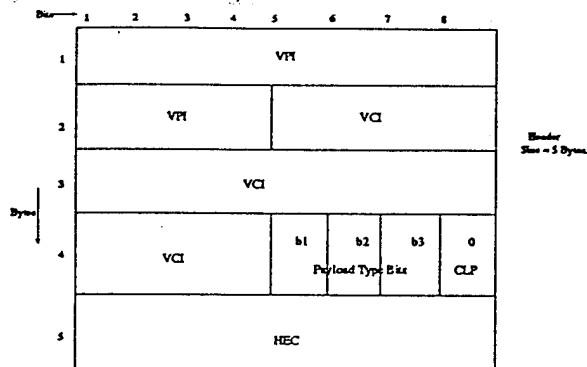 Bits 1 2 3 4 5 6 7 8
1 VPI
2 VPI VCI
Header
Size = 5 Bytes
3 VCI
Bytes
b1 b2 b3 0
4 VCI Payload Type Bits CLP
5 HEC